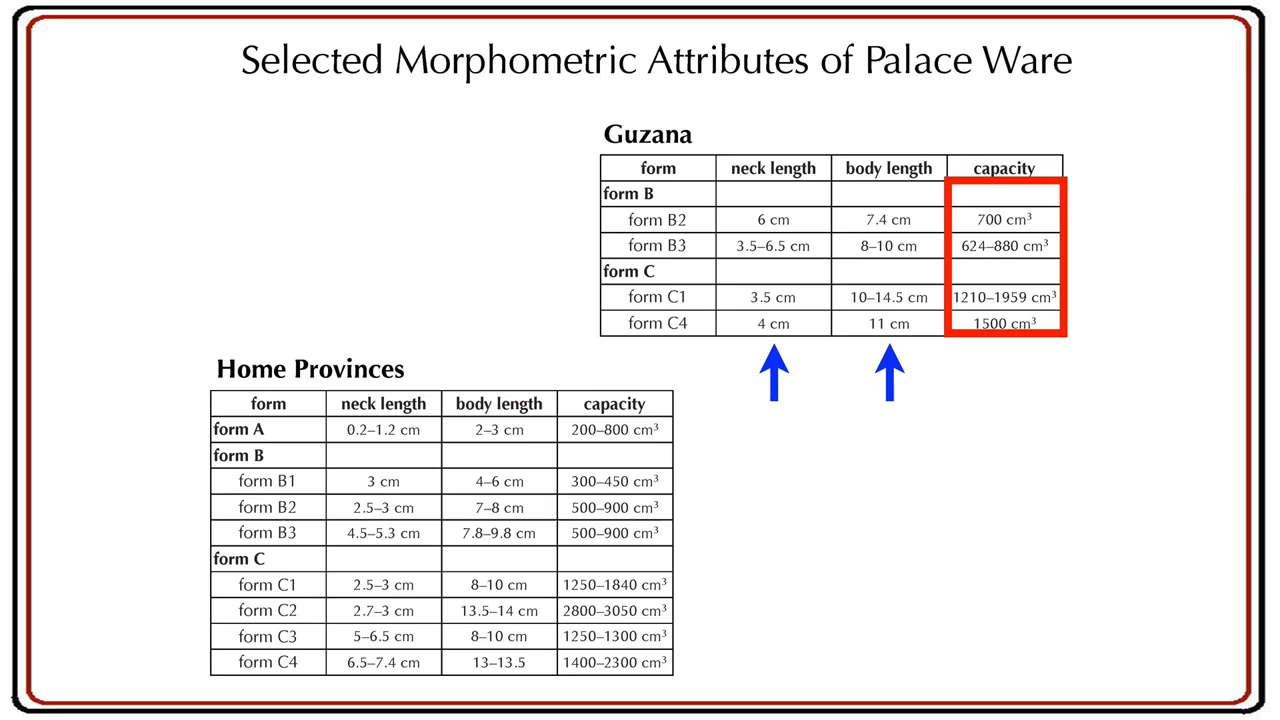 Selected Morphometric Attributes of Palace Ware
Guzana
form neck length body length capacity
form B
form B2 6 cm 7.4 cm 700 cm³
form B3 3.5–6.5 cm 8–10 cm 624–880 cm³
form C
form C1 3.5 cm 10–14.5 cm 1210–1959 cm³
form C4 4 cm 11 cm 1500 cm³
Home Provinces
form neck length body length capacity
form A 0.2–1.2 cm 2–3 cm 200–800 cm³
form B
form B1 3 cm 4–6 cm 300–450 cm³
form B2 2.5–3 cm 7–8 cm 500–900 cm³
form B3 4.5–5.3 cm 7.8–9.8 cm 500–900 cm³
form C
form C1 2.5–3 cm 8–10 cm 1250–1840 cm³
form C2 2.7–3 cm 13.5–14 cm 2800–3050 cm³
form C3 5–6.5 cm 8–10 cm 1250–1300 cm³
form C4 6.5–7.4 cm 13–13.5 1400–2300 cm³